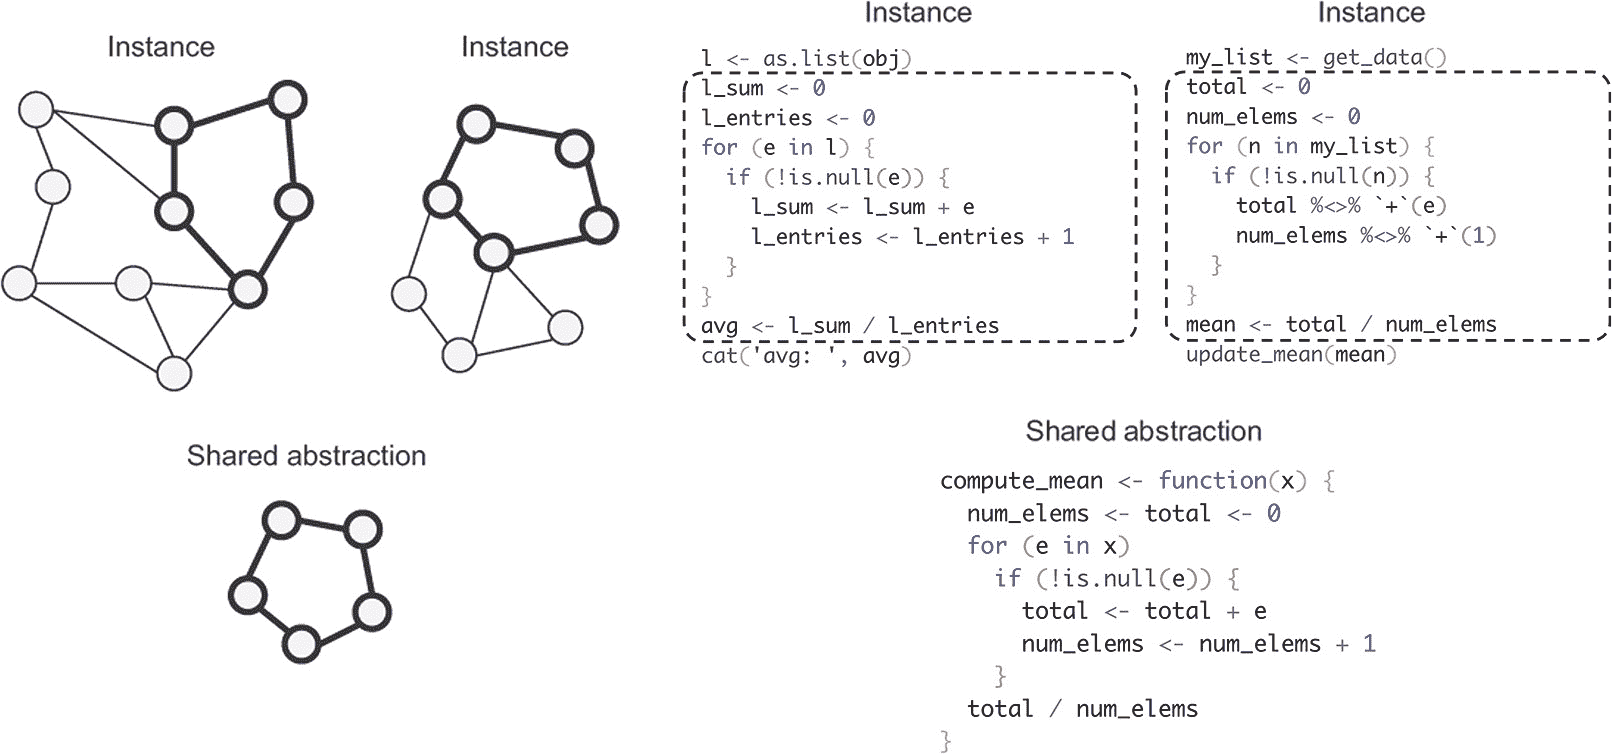 Instance
Instance
Shared abstraction
Instance
l <- as.list(obj)
l_sum <- 0
l_entries <- 0
for (e in l) {
  if (!is.null(e)) {
    l_sum <- l_sum + e
    l_entries <- l_entries + 1
  }
}
avg <- l_sum / l_entries
cat('avg: ', avg)
Instance
my_list <- get_data()
total <- 0
num_elems <- 0
for (n in my_list) {
  if (!is.null(n)) {
    total %<>% `+`(e)
    num_elems %<>% `+`(1)
  }
}
mean <- total / num_elems
update_mean(mean)
Shared abstraction
compute_mean <- function(x) {
  num_elems <- total <- 0
  for (e in x)
    if (!is.null(e)) {
      total <- total + e
      num_elems <- num_elems + 1
    }
  total / num_elems
}